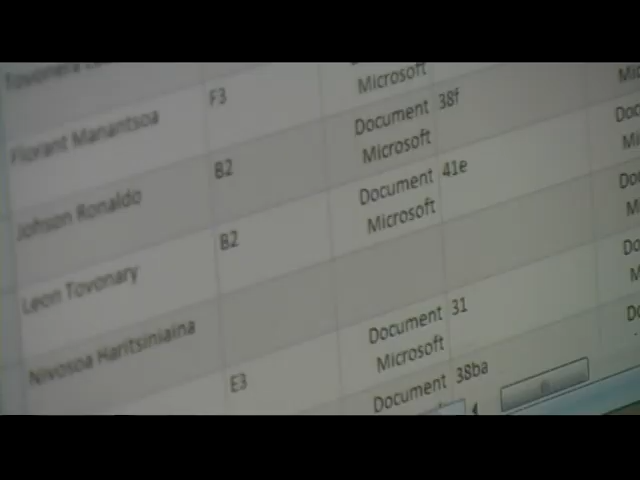 Microsoft
Florant Manantsoa F3 Document 38f
Microsoft
Johson Ronaldo B2 Document 41e
Microsoft
Leon Tovonary B2
Nivosoa Haritsiniaina Document 31
Microsoft
E3 Document 38ba